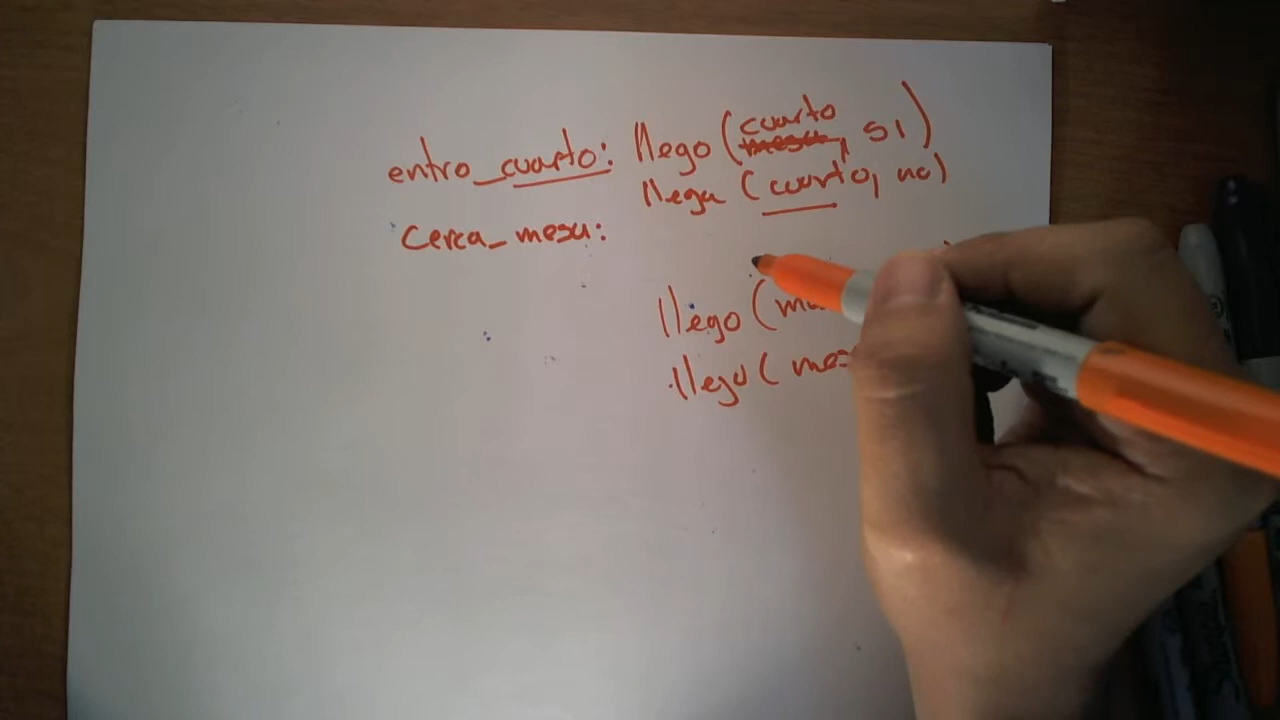 entro_cuarto: llego (cuarto, si)
llega (cuarto, no)
cerca_mesa:
llego (
llego (